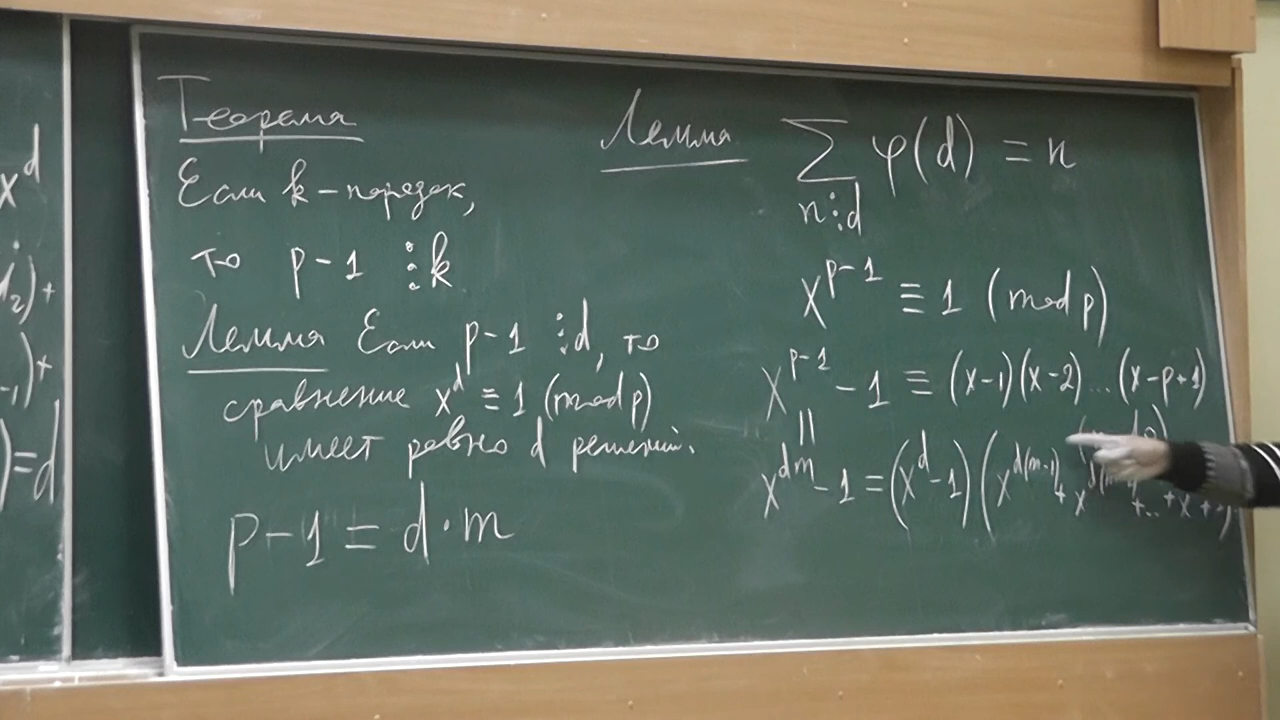 x^d
2)+
-1)+
)=d
Теорема
Если k-порядок,
то p-1 ⋮ k
Лемма Если p-1 ⋮ d, то
сравнение x^d ≡ 1 (mod p)
имеет ровно d решений.
p-1 = d·m
Лемма ∑ φ(d) = n
n⋮d
x^{p-1} ≡ 1 (mod p)
x^{p-1} - 1 ≡ (x-1)(x-2)...(x-p+1)
||
x^{dm} - 1 = (x^d - 1)(x^{d(m-1)} + x
+..+x